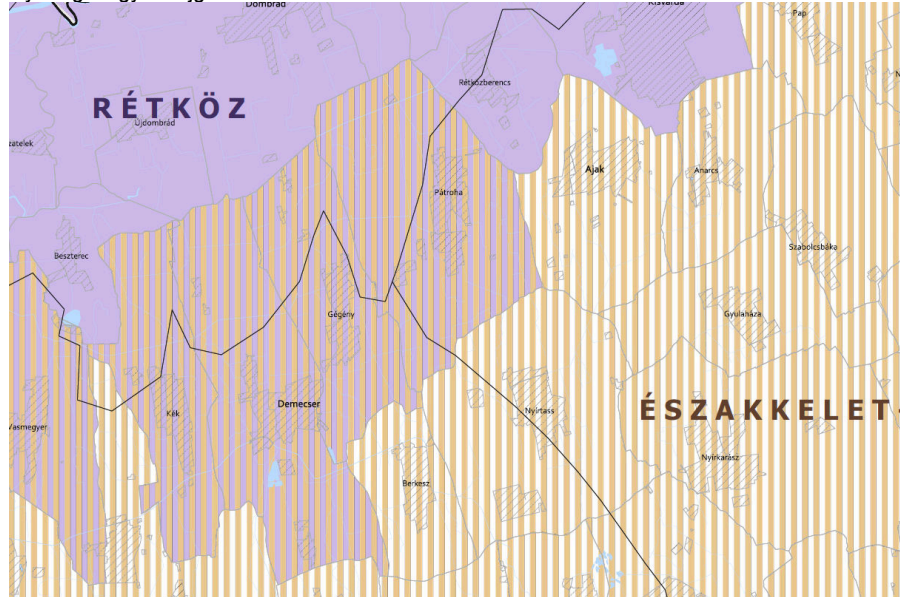 Dombrád
Kisvárda
Pap
Rétközberencs
RÉTKÖZ
Újdombrád
zatelek
Ajak
Anarcs
Pátroha
Beszterec
Szabolcsbáka
Gégény
Gyulaháza
Demecser
Nyírtass
ÉSZAKKELET
Kék
Vasmegyer
Nyírkarász
Berkesz